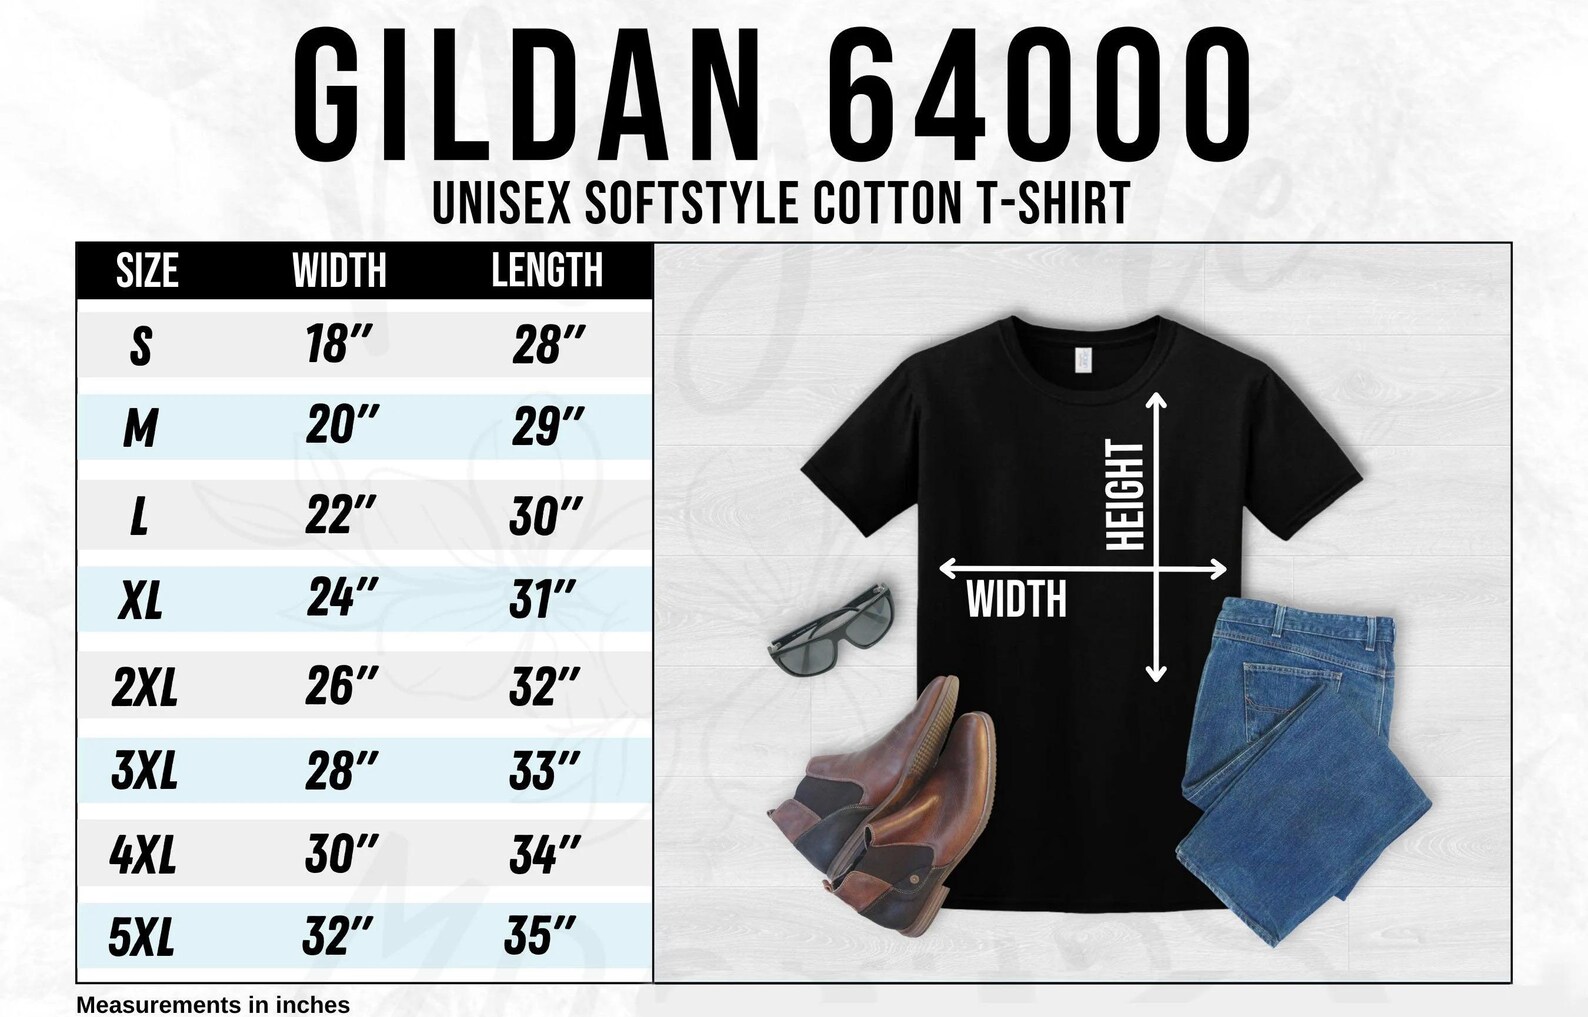 GILDAN 64000
UNISEX SOFTSTYLE COTTON T-SHIRT
SIZE WIDTH LENGTH
S 18″ 28″
M 20″ 29″
L 22″ 30″
XL 24″ 31″
2XL 26″ 32″
3XL 28″ 33″
4XL 30″ 34″
5XL 32″ 35″
HEIGHT
WIDTH
Measurements in inches